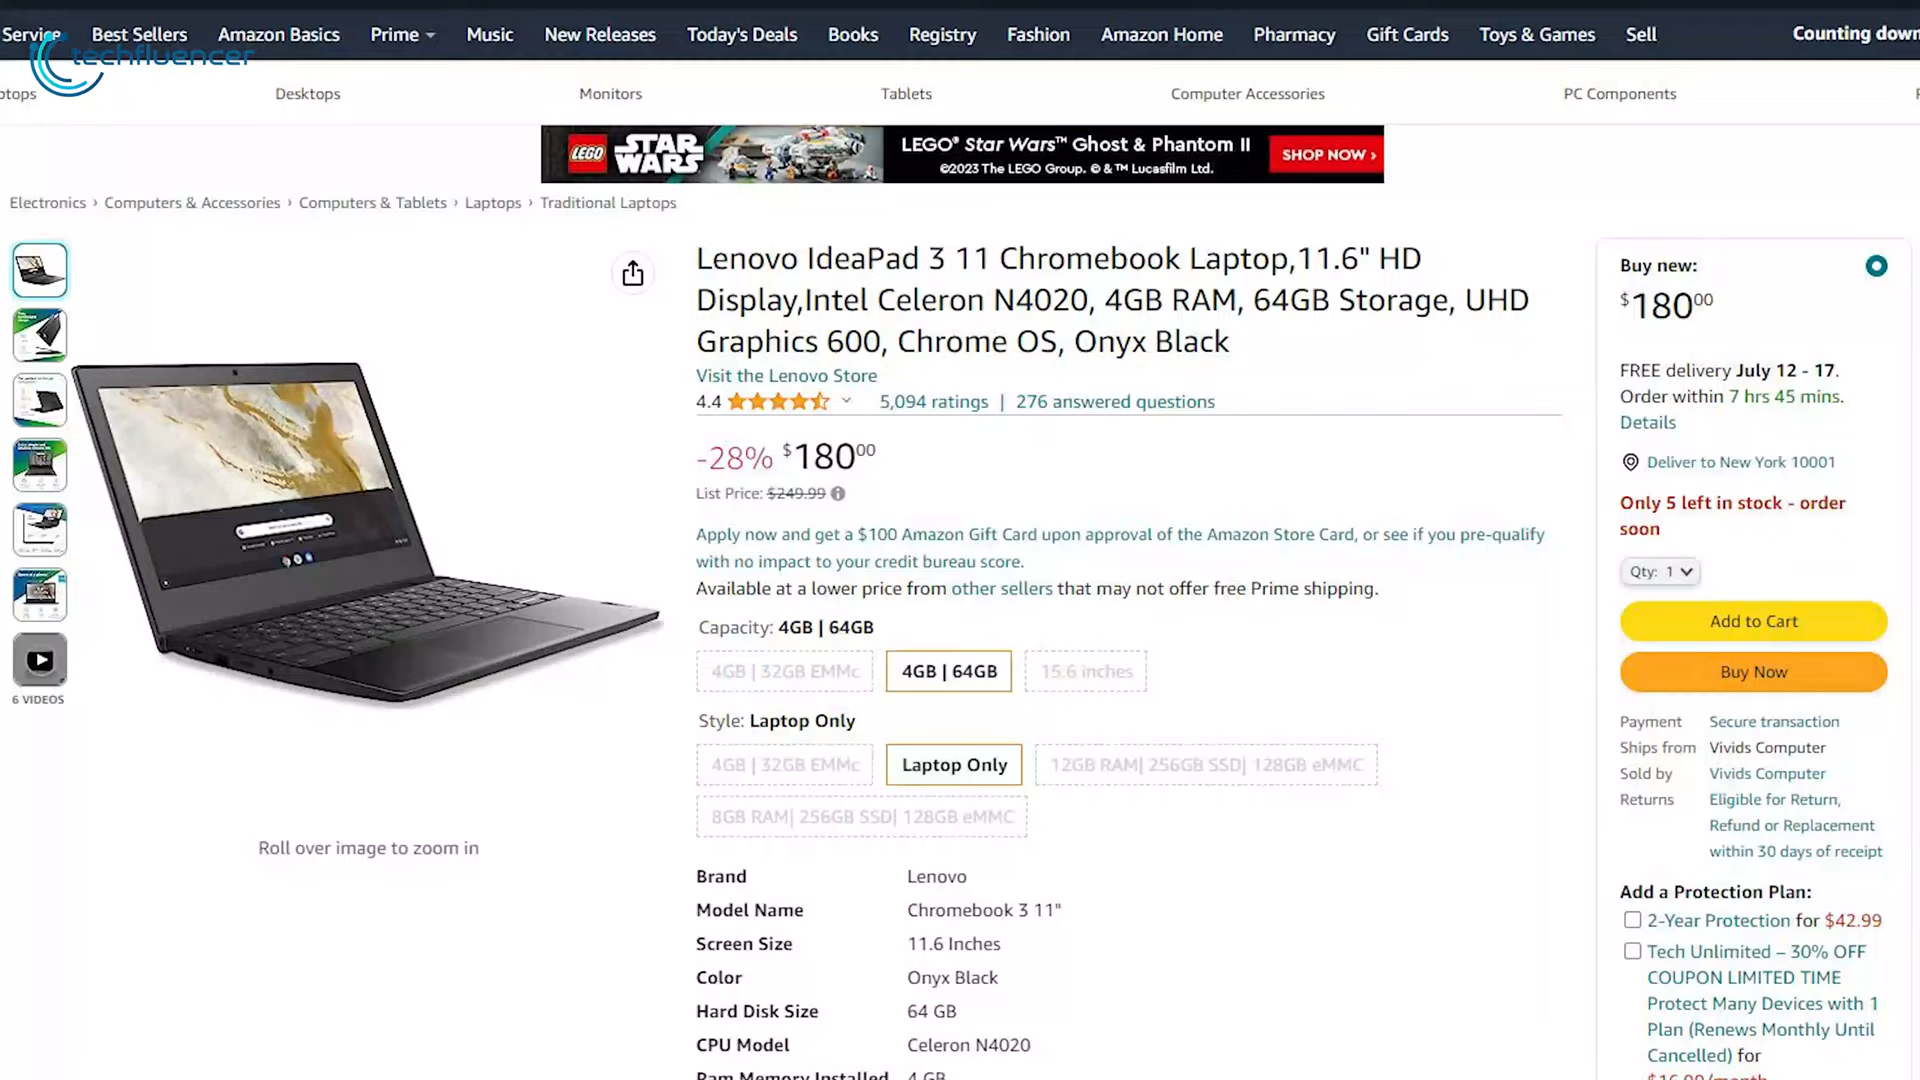 Service
Best Sellers
Amazon Basics
Prime
Music
New Releases
Today's Deals
Books
Registry
Fashion
Amazon Home
Pharmacy
Gift Cards
Toys & Games
Sell
Counting down
techfluencer
ptops
Desktops
Monitors
Tablets
Computer Accessories
PC Components
LEGO
STAR WARS
LEGO® Star Wars™ Ghost & Phantom II
©2023 The LEGO Group. © & ™ Lucasfilm Ltd.
SHOP NOW ›
Electronics › Computers & Accessories › Computers & Tablets › Laptops › Traditional Laptops
6 VIDEOS
Roll over image to zoom in
Lenovo IdeaPad 3 11 Chromebook Laptop,11.6" HD
Display,Intel Celeron N4020, 4GB RAM, 64GB Storage, UHD
Graphics 600, Chrome OS, Onyx Black
Visit the Lenovo Store
4.4
5,094 ratings | 276 answered questions
-28% $180 00
List Price: $249.99
Apply now and get a $100 Amazon Gift Card upon approval of the Amazon Store Card, or see if you pre-qualify
with no impact to your credit bureau score.
Available at a lower price from other sellers that may not offer free Prime shipping.
Capacity: 4GB | 64GB
4GB | 32GB EMMc
4GB | 64GB
15.6 inches
Style: Laptop Only
4GB | 32GB EMMc
Laptop Only
12GB RAM| 256GB SSD| 128GB eMMC
8GB RAM| 256GB SSD| 128GB eMMC
Brand Lenovo
Model Name Chromebook 3 11"
Screen Size 11.6 Inches
Color Onyx Black
Hard Disk Size 64 GB
CPU Model Celeron N4020
Ram Memory Installed 4 GB
Buy new:
$180 00
FREE delivery July 12 - 17.
Order within 7 hrs 45 mins.
Details
Deliver to New York 10001
Only 5 left in stock - order
soon
Qty: 1
Add to Cart
Buy Now
Payment Secure transaction
Ships from Vivids Computer
Sold by Vivids Computer
Returns Eligible for Return,
Refund or Replacement
within 30 days of receipt
Add a Protection Plan:
2-Year Protection for $42.99
Tech Unlimited – 30% OFF
COUPON LIMITED TIME
Protect Many Devices with 1
Plan (Renews Monthly Until
Cancelled) for
$16.99/month